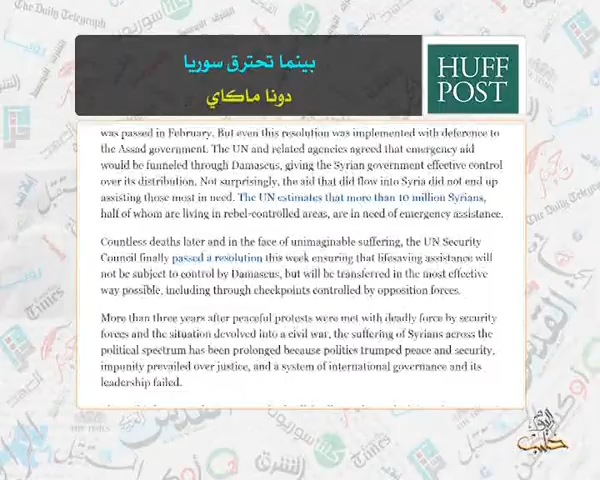 بينما تحترق سوريا
دونا ماكاي
HUFF
POST
was passed in February. But even this resolution was implemented with deference to
the Assad government. The UN and related agencies agreed that emergency aid
would be funneled through Damascus, giving the Syrian government effective control
over its distribution. Not surprisingly, the aid that did flow into Syria did not end up
assisting those most in need. The UN estimates that more than 10 million Syrians,
half of whom are living in rebel-controlled areas, are in need of emergency assistance.
Countless deaths later and in the face of unimaginable suffering, the UN Security
Council finally passed a resolution this week ensuring that lifesaving assistance will
not be subject to control by Damascus, but will be transferred in the most effective
way possible, including through checkpoints controlled by opposition forces.
More than three years after peaceful protests were met with deadly force by security
forces and the situation devolved into a civil war, the suffering of Syrians across the
political spectrum has been prolonged because politics trumped peace and security,
impunity prevailed over justice, and a system of international governance and its
leadership failed.